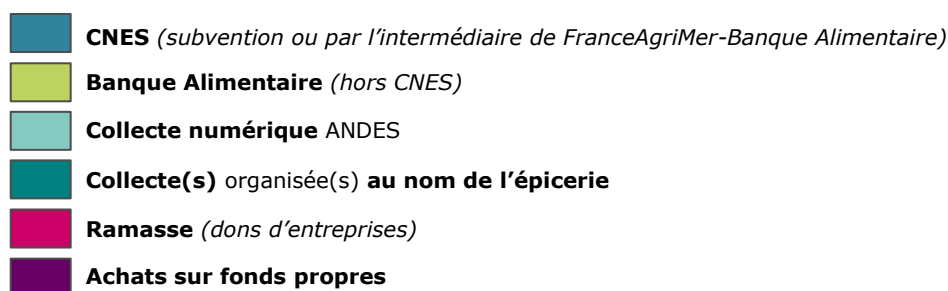 CNES (subvention ou par l'intermédiaire de FranceAgriMer-Banque Alimentaire)
Banque Alimentaire (hors CNES)
Collecte numérique ANDES
Collecte(s) organisée(s) au nom de l'épicerie
Ramasse (dons d'entreprises)
Achats sur fonds propres